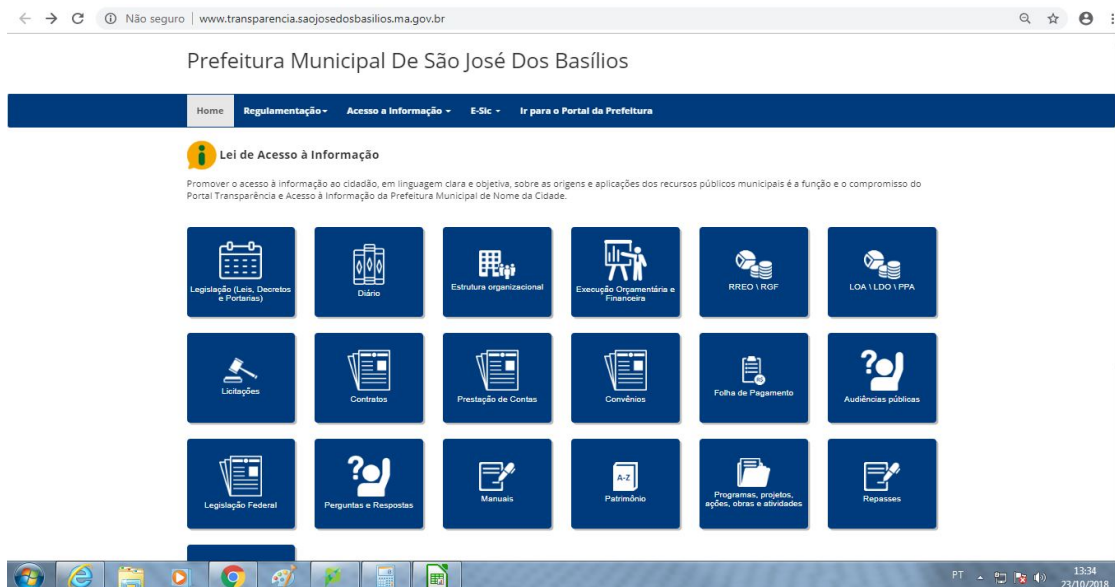 Não seguro | www.transparencia.saojosedosbasilios.ma.gov.br
Prefeitura Municipal De São José Dos Basílios
Home Regulamentação Acesso a Informação E-Sic Ir para o Portal da Prefeitura
Lei de Acesso à Informação
Promover o acesso à informação ao cidadão, em linguagem clara e objetiva, sobre as origens e aplicações dos recursos públicos municipais é a função e o compromisso do
Portal Transparência e Acesso à Informação da Prefeitura Municipal de Nome da Cidade.
Legislação (Leis, Decretos
e Portarias)
Diário
Estrutura organizacional
Execução Orçamentária e
Financeira
RREO \ RGF
LOA \ LDO \ PPA
Licitações
Contratos
Prestação de Contas
Convênios
R$
Folha de Pagamento
Audiências públicas
Legislação Federal
Perguntas e Respostas
Manuais
A-Z
Patrimônio
Programas, projetos,
ações, obras e atividades
Repasses
PT
13:34
23/10/2018